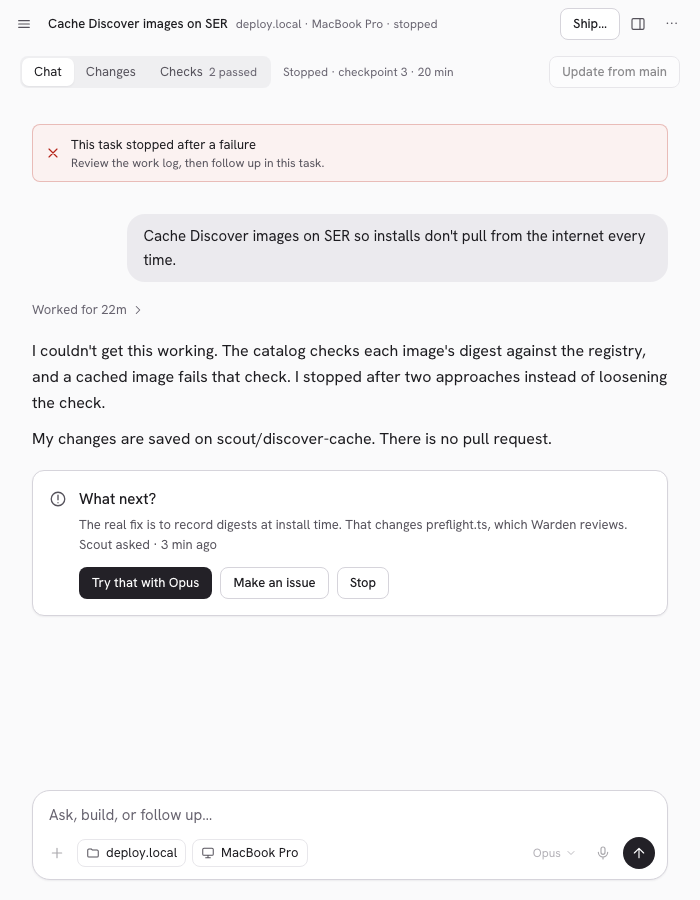 Cache Discover images on SER deploy.local · MacBook Pro · stopped Ship... ···
Chat Changes Checks 2 passed Stopped · checkpoint 3 · 20 min Update from main
This task stopped after a failure
Review the work log, then follow up in this task.
Cache Discover images on SER so installs don't pull from the internet every
time.
Worked for 22m
I couldn't get this working. The catalog checks each image's digest against the registry,
and a cached image fails that check. I stopped after two approaches instead of loosening
the check.
My changes are saved on scout/discover-cache. There is no pull request.
What next?
The real fix is to record digests at install time. That changes preflight.ts, which Warden reviews.
Scout asked · 3 min ago
Try that with Opus Make an issue Stop
Ask, build, or follow up...
deploy.local MacBook Pro Opus